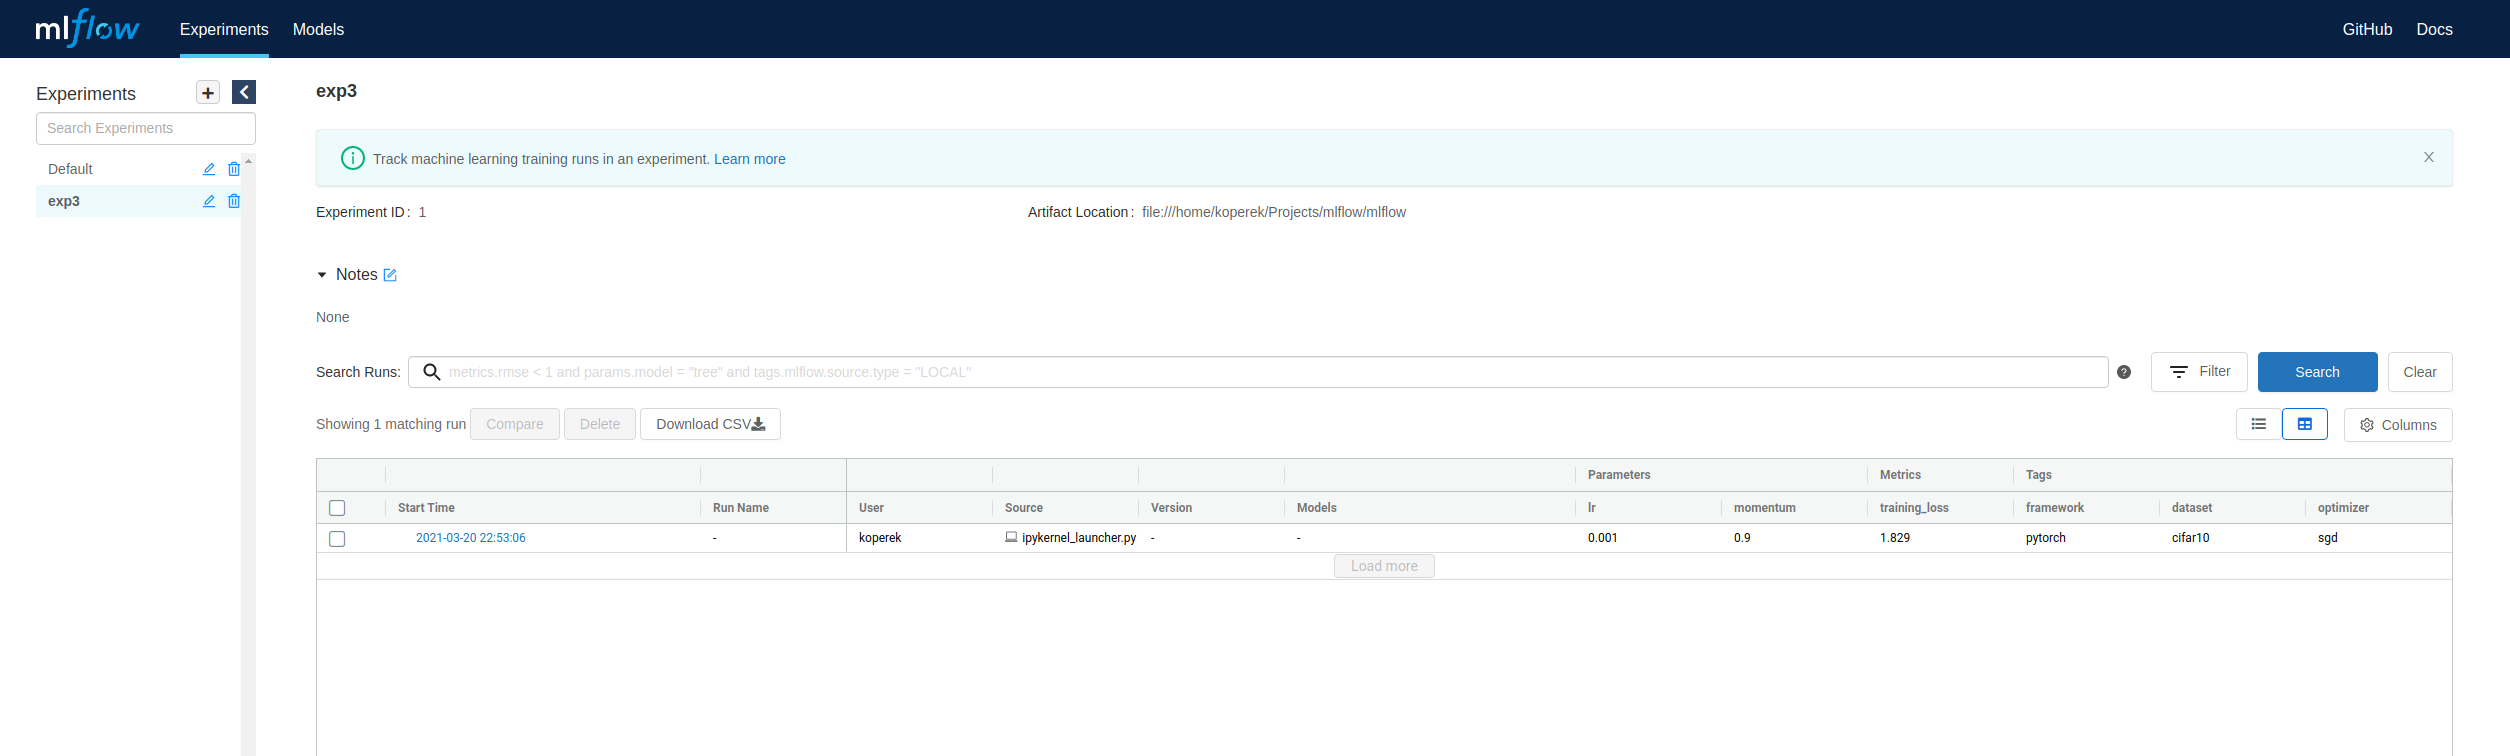 mlflow Experiments Models GitHub Docs
Experiments
Search Experiments
Default
exp3
exp3
Track machine learning training runs in an experiment. Learn more
Experiment ID: 1 Artifact Location: file:///home/koperek/Projects/mlflow/mlflow
Notes
None
Search Runs: metrics.rmse < 1 and params.model = "tree" and tags.mlflow.source.type = "LOCAL" ? Filter Search Clear
Showing 1 matching run Compare Delete Download CSV Columns
Parameters Metrics Tags
Start Time Run Name User Source Version Models lr momentum training_loss framework dataset optimizer
2021-03-20 22:53:06 - koperek ipykernel_launcher.py - - 0.001 0.9 1.829 pytorch cifar10 sgd
Load more